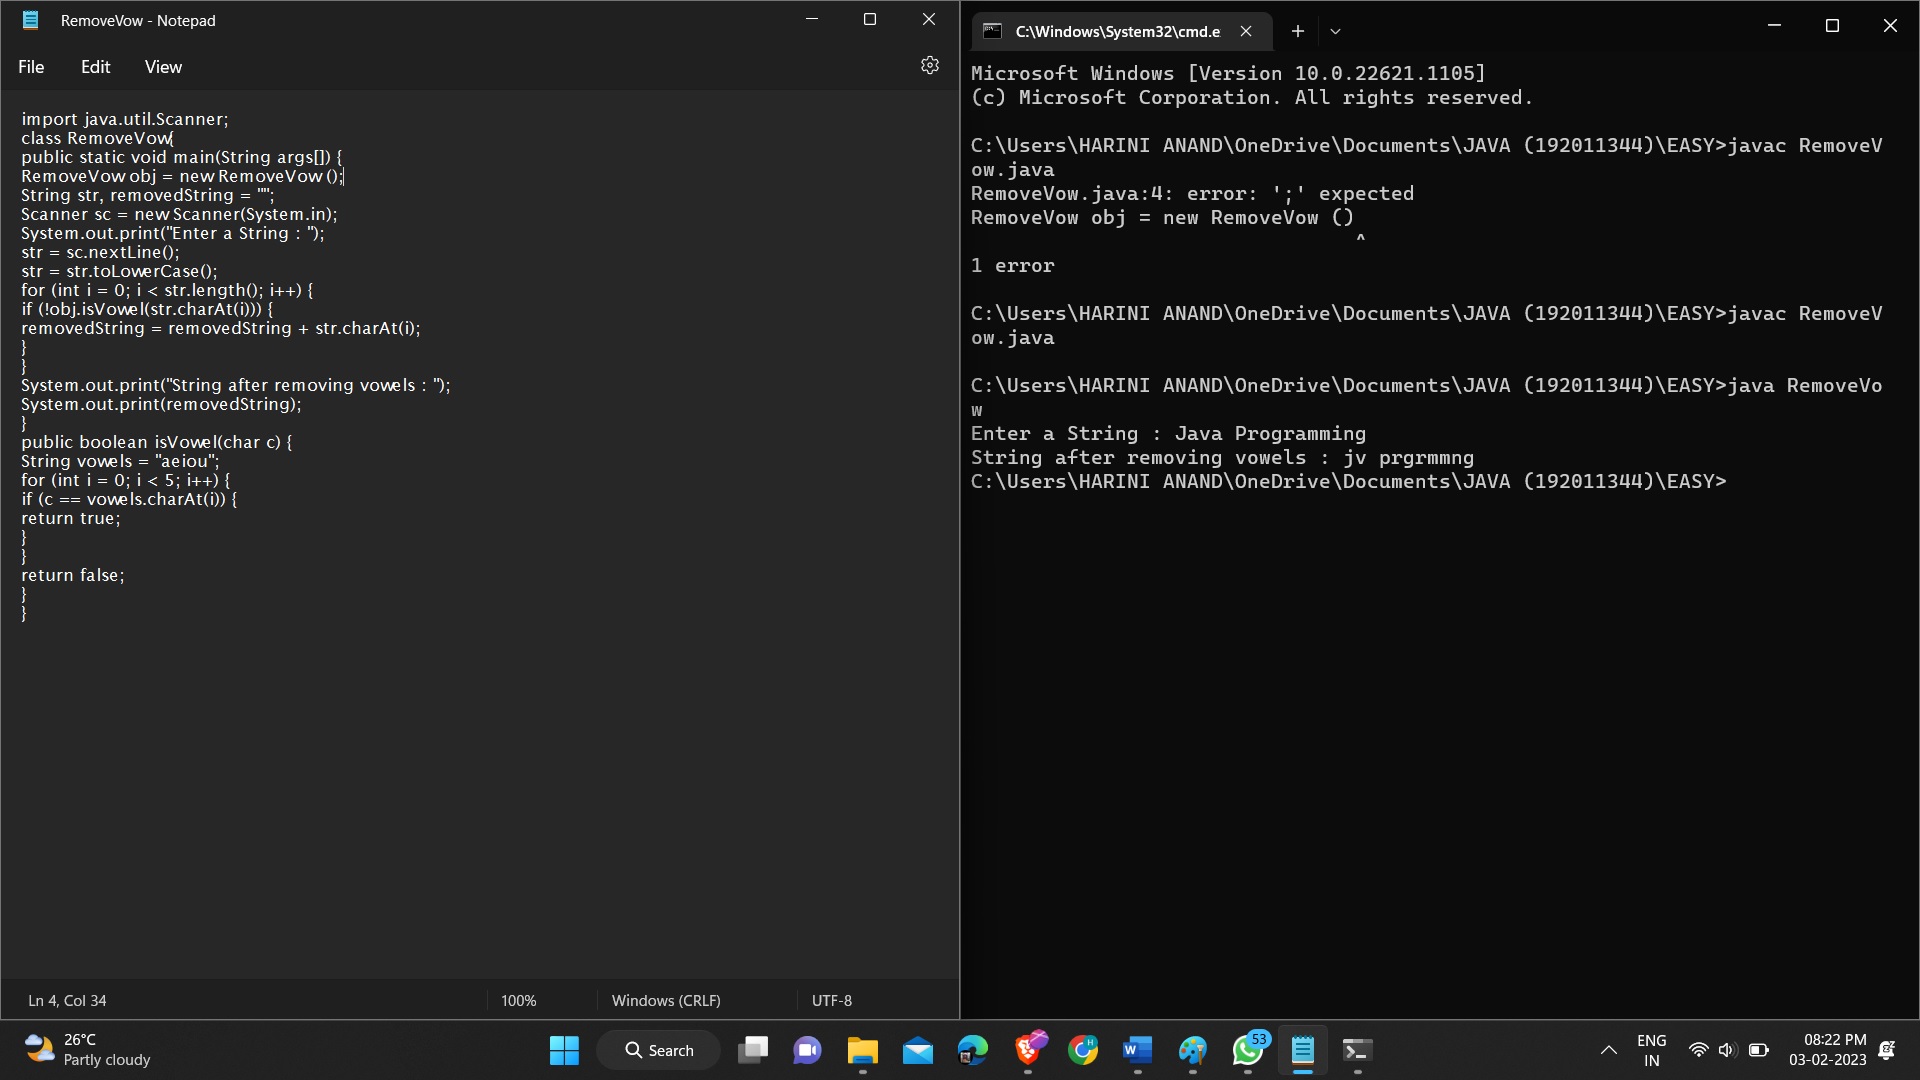 RemoveVow - Notepad
File Edit View
import java.util.Scanner;
class RemoveVow{
public static void main(String args[]) {
RemoveVow obj = new RemoveVow ();
String str, removedString = "";
Scanner sc = new Scanner(System.in);
System.out.print("Enter a String : ");
str = sc.nextLine();
str = str.toLowerCase();
for (int i = 0; i < str.length(); i++) {
if (!obj.isVowel(str.charAt(i))) {
removedString = removedString + str.charAt(i);
}
}
System.out.print("String after removing vowels : ");
System.out.print(removedString);
}
public boolean isVowel(char c) {
String vowels = "aeiou";
for (int i = 0; i < 5; i++) {
if (c == vowels.charAt(i)) {
return true;
}
}
return false;
}
}
Ln 4, Col 34 100% Windows (CRLF) UTF-8
C:\Windows\System32\cmd.e
Microsoft Windows [Version 10.0.22621.1105]
(c) Microsoft Corporation. All rights reserved.
C:\Users\HARINI ANAND\OneDrive\Documents\JAVA (192011344)\EASY>javac RemoveV
ow.java
RemoveVow.java:4: error: ';' expected
RemoveVow obj = new RemoveVow ()
^
1 error
C:\Users\HARINI ANAND\OneDrive\Documents\JAVA (192011344)\EASY>javac RemoveV
ow.java
C:\Users\HARINI ANAND\OneDrive\Documents\JAVA (192011344)\EASY>java RemoveVo
w
Enter a String : Java Programming
String after removing vowels : jv prgrmmng
C:\Users\HARINI ANAND\OneDrive\Documents\JAVA (192011344)\EASY>
26°C
Partly cloudy
Search
H
W
53
ENG
IN
08:22 PM
03-02-2023